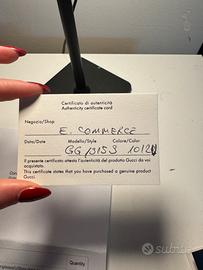 Certificato di autenticità
Authenticity certificate card
Negozio/Shop
E. COMMERCE
Data/Date Modello/Style Colore/Color
GG
Il presente certificato attesta l'autenticità del prodotto Gucci da voi
acquistato.
This certificate states that you have purchased a genuine product
Gucci.
Quantity
subito